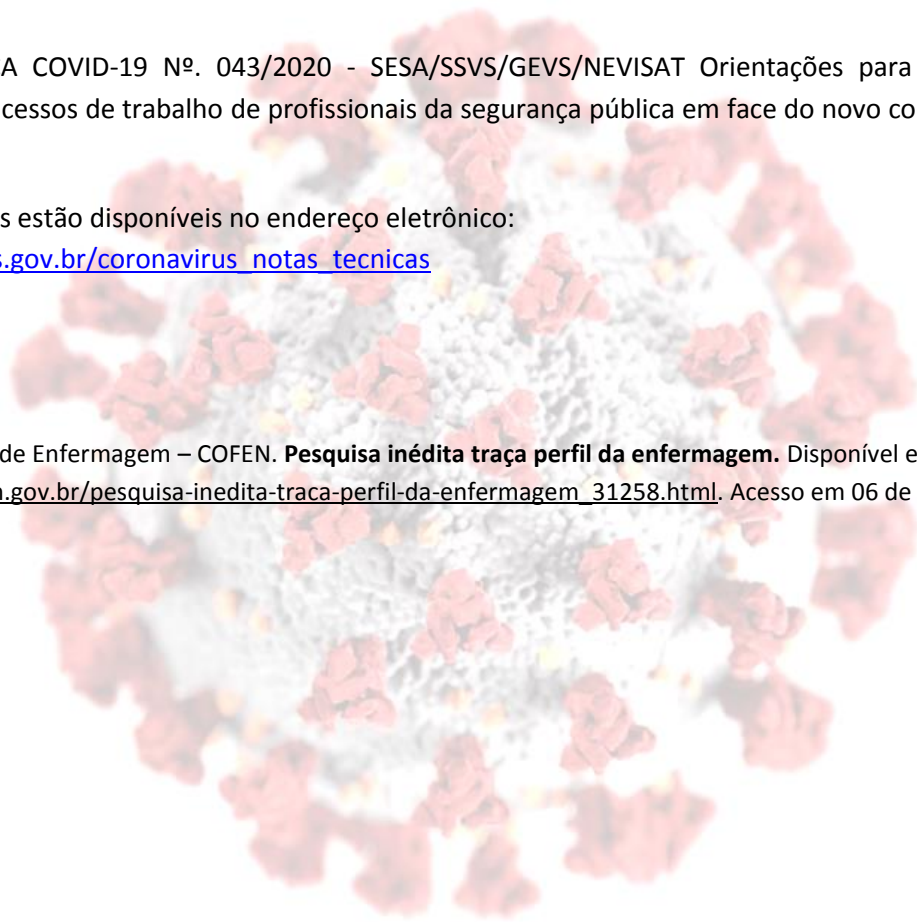 A COVID-19 Nº. 043/2020 - SESA/SSVS/GEVS/NEVISAT Orientações para
cessos de trabalho de profissionais da segurança pública em face do novo co
s estão disponíveis no endereço eletrônico:
s.gov.br/coronavirus_notas_tecnicas
de Enfermagem – COFEN. Pesquisa inédita traça perfil da enfermagem. Disponível e
n.gov.br/pesquisa-inedita-traca-perfil-da-enfermagem_31258.html. Acesso em 06 de